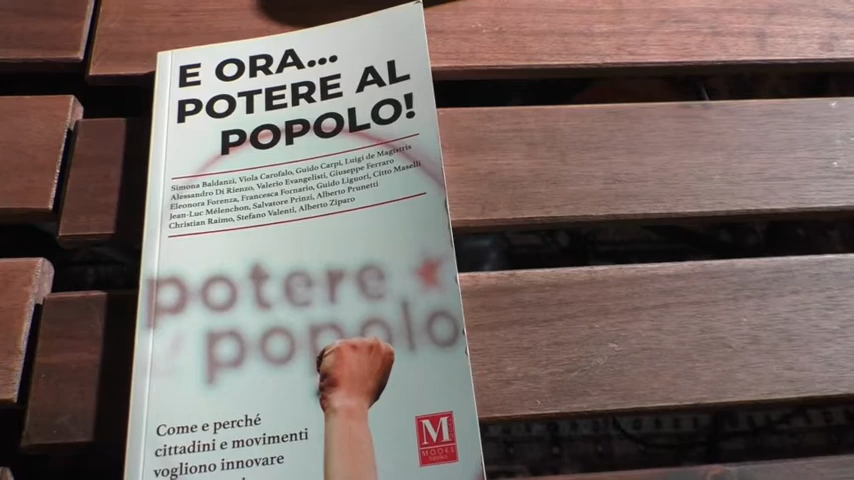 E ORA...
POTERE AL
POPOLO!
Simona Baldanzi, Viola Carofalo, Guido Carpi, Luigi de Magistris
Alessandro Di Rienzo, Valerio Evangelisti, Giuseppe Ferraro
Eleonora Forenza, Francesca Fornario, Guido Liguori, Citto Maselli
Jean-Luc Mélenchon, Salvatore Prinzi, Alberto Prunetti
Christian Raimo, Stefano Valenti, Alberto Ziparo
potere
popolo
Come e perché
cittadini e movimenti
vogliono innovare
M
MOOKS